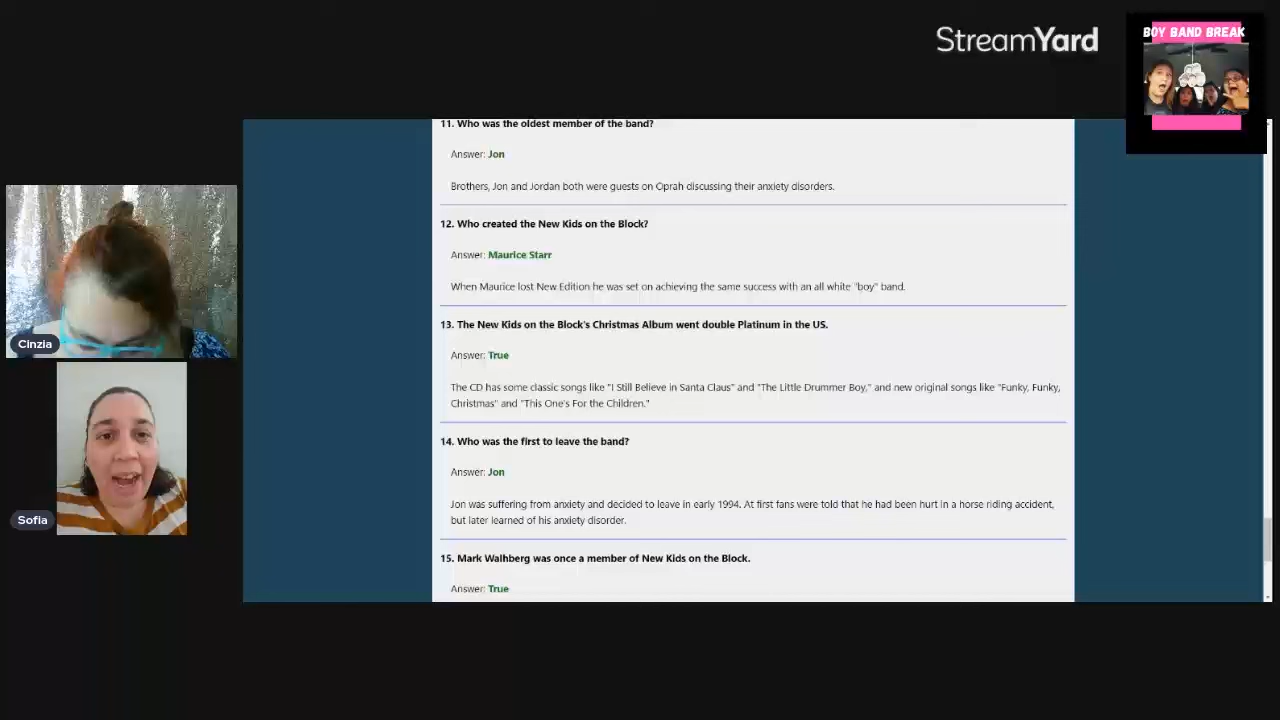 StreamYard
BOY BAND BREAK
11. Who was the oldest member of the band?
Answer: Jon
Brothers, Jon and Jordan both were guests on Oprah discussing their anxiety disorders.
12. Who created the New Kids on the Block?
Answer: Maurice Starr
When Maurice lost New Edition he was set on achieving the same success with an all white "boy" band.
13. The New Kids on the Block's Christmas Album went double Platinum in the US.
Answer: True
The CD has some classic songs like "I Still Believe in Santa Claus" and "The Little Drummer Boy," and new original songs like "Funky, Funky,
Christmas" and "This One's For the Children."
14. Who was the first to leave the band?
Answer: Jon
Jon was suffering from anxiety and decided to leave in early 1994. At first fans were told that he had been hurt in a horse riding accident,
but later learned of his anxiety disorder.
15. Mark Walhberg was once a member of New Kids on the Block.
Answer: True
Cinzia
Sofia